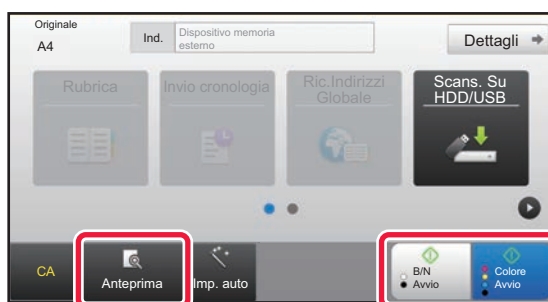 Originale
A4
Ind.
Dispositivo memoria
esterno
Dettagli
Rubrica
Invio cronologia
Ric.Indirizzi
Globale
Scans. Su
HDD/USB
CA
Anteprima
Imp. auto
B/N
Avvio
Colore
Avvio